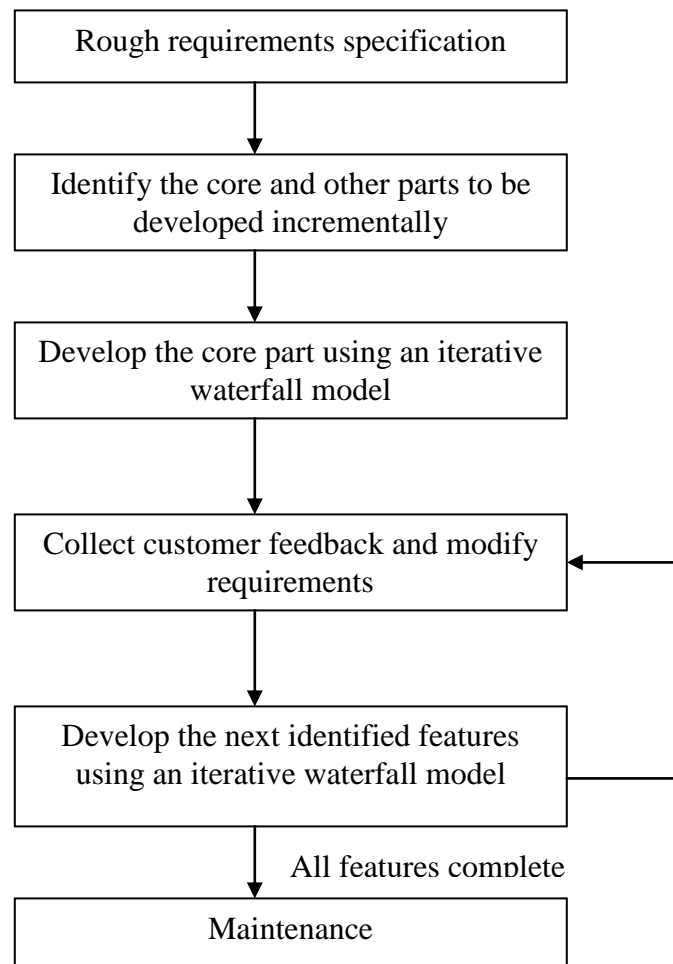 Rough requirements specification
Identify the core and other parts to be
developed incrementally
Develop the core part using an iterative
waterfall model
Collect customer feedback and modify
requirements
Develop the next identified features
using an iterative waterfall model
All features complete
Maintenance